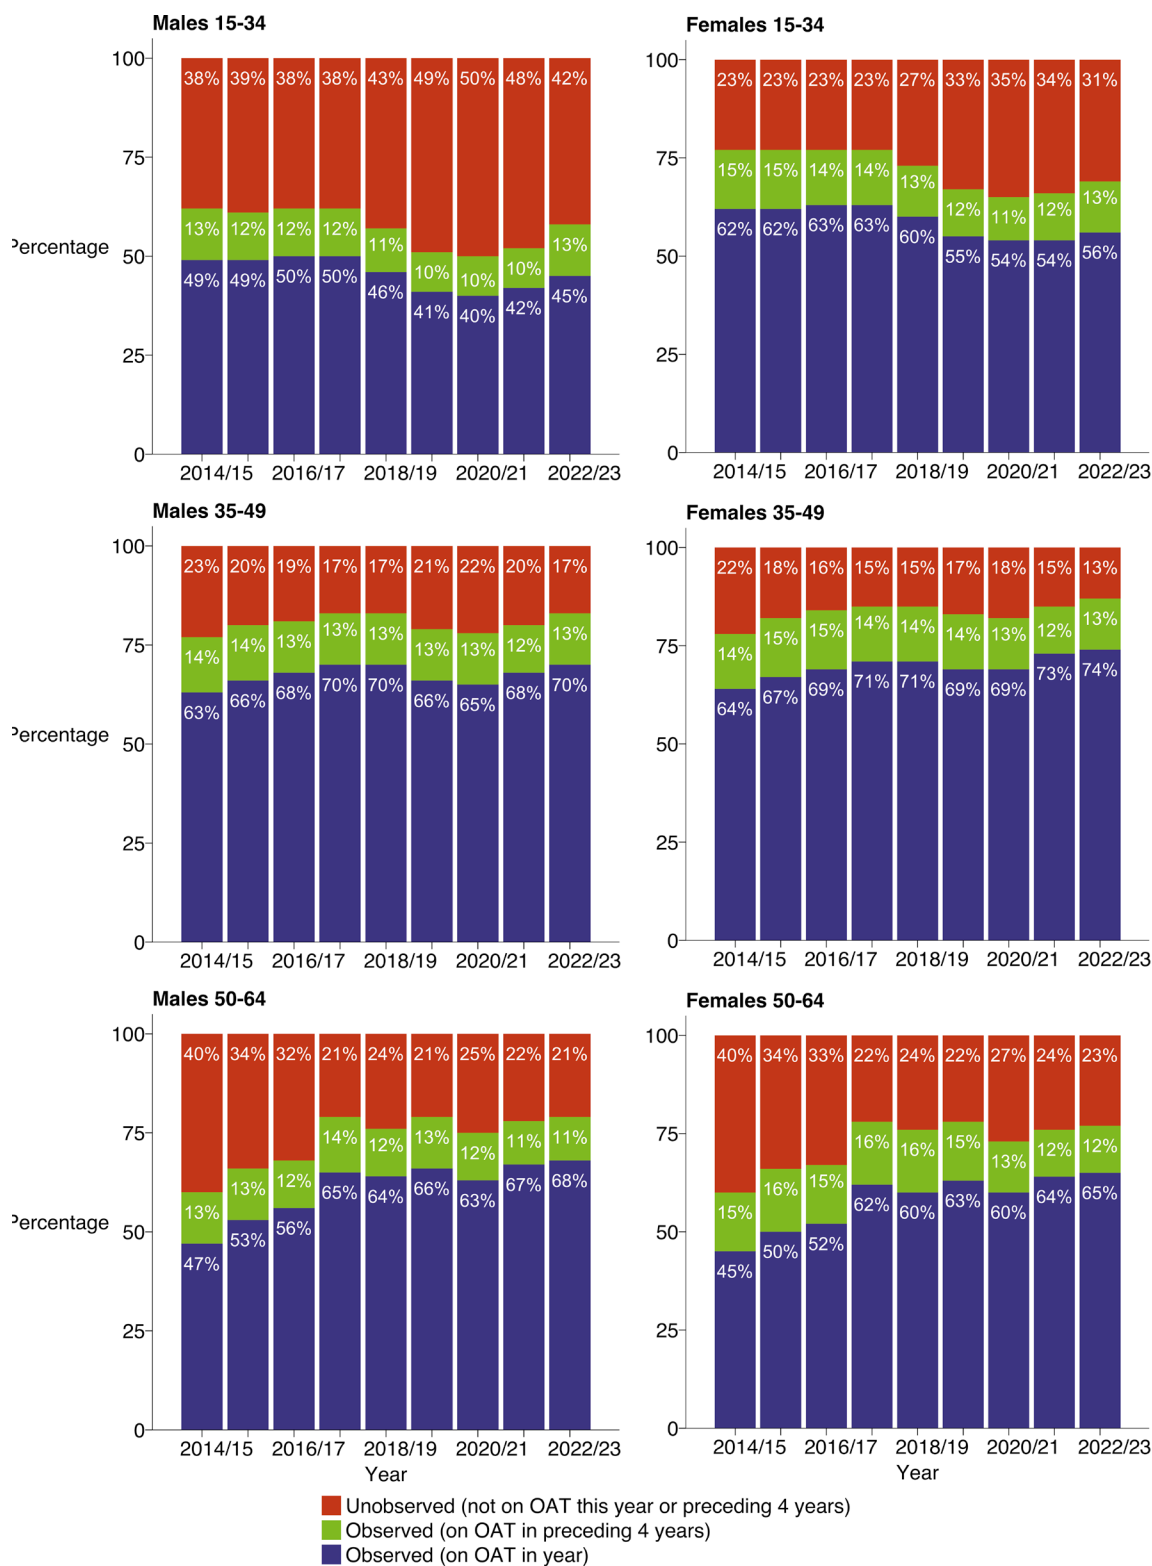 Males 15-34
100
75
50
25
0
38% 39% 38% 38% 43% 49% 50% 48% 42%
13% 12% 12% 12% 11% 10% 10% 10% 13%
49% 49% 50% 50% 46% 41% 40% 42% 45%
2014/15 2016/17 2018/19 2020/21 2022/23
Females 15-34
100
75
50
25
0
23% 23% 23% 23% 27% 33% 35% 34% 31%
15% 15% 14% 14% 13% 12% 11% 12% 13%
62% 62% 63% 63% 60% 55% 54% 54% 56%
2014/15 2016/17 2018/19 2020/21 2022/23
Percentage
Males 35-49
100
75
50
25
0
23% 20% 19% 17% 17% 21% 22% 20% 17%
14% 14% 13% 13% 13% 13% 13% 12% 13%
63% 66% 68% 70% 70% 66% 65% 68% 70%
2014/15 2016/17 2018/19 2020/21 2022/23
Females 35-49
100
75
50
25
0
22% 18% 16% 15% 15% 17% 18% 15% 13%
14% 15% 15% 14% 14% 14% 13% 12% 13%
64% 67% 69% 71% 71% 69% 69% 73% 74%
2014/15 2016/17 2018/19 2020/21 2022/23
Percentage
Males 50-64
100
75
50
25
0
40% 34% 32% 21% 24% 21% 25% 22% 21%
13% 13% 12% 14% 12% 13% 12% 11% 11%
47% 53% 56% 65% 64% 66% 63% 67% 68%
2014/15 2016/17 2018/19 2020/21 2022/23
Year
Females 50-64
100
75
50
25
0
40% 34% 33% 22% 24% 22% 27% 24% 23%
15% 16% 15% 16% 16% 15% 13% 12% 12%
45% 50% 52% 62% 60% 63% 60% 64% 65%
2014/15 2016/17 2018/19 2020/21 2022/23
Year
Percentage
Unobserved (not on OAT this year or preceding 4 years)
Observed (on OAT in preceding 4 years)
Observed (on OAT in year)